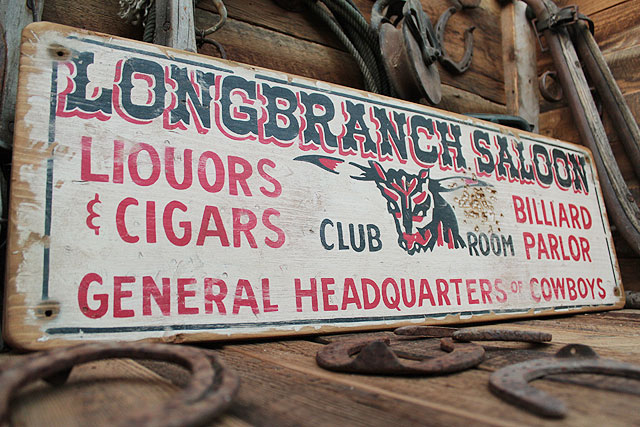 LONGBRANCH SALOON
LIQUORS
& CIGARS
CLUB ROOM
BILLIARD
PARLOR
GENERAL HEADQUARTERS OF COWBOYS